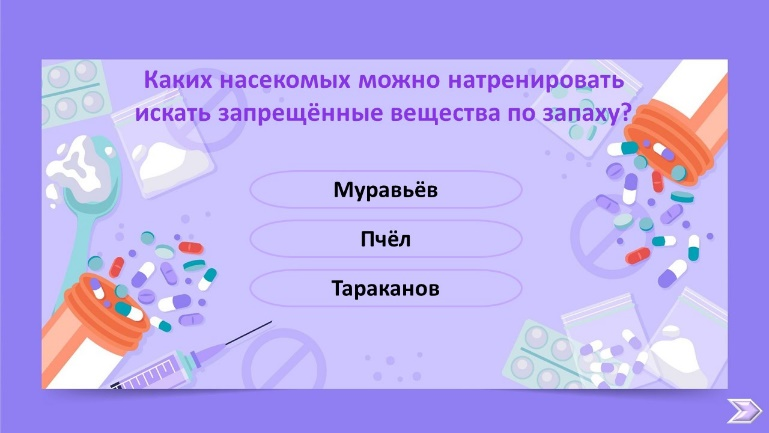 Каких насекомых можно натренировать
искать запрещённые вещества по запаху?
Муравьёв
Пчёл
Тараканов